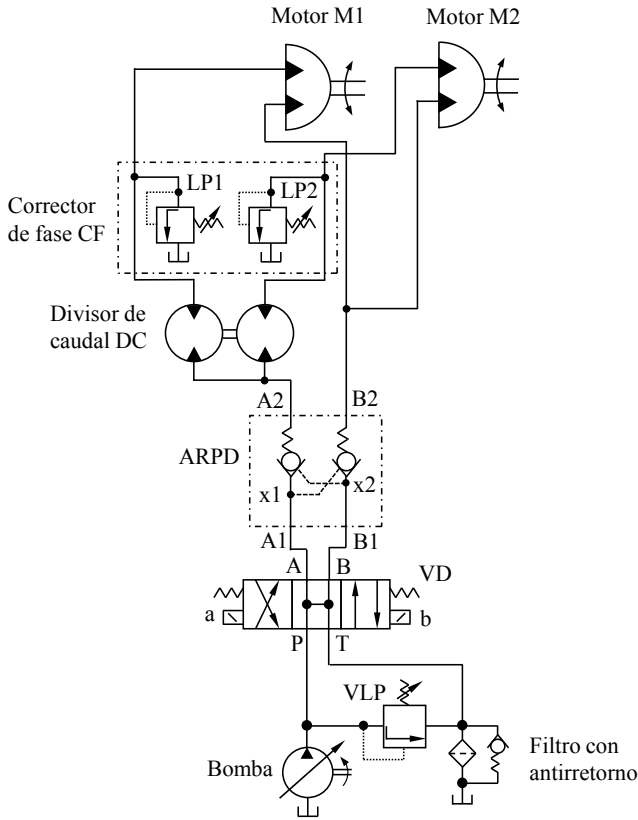 Motor M1
Motor M2
LP1
LP2
Corrector
de fase CF
Divisor de
caudal DC
A2
B2
ARPD
x1
x2
A1
B1
A
B
VD
a
b
P
T
VLP
Bomba
Filtro con
antirretorno